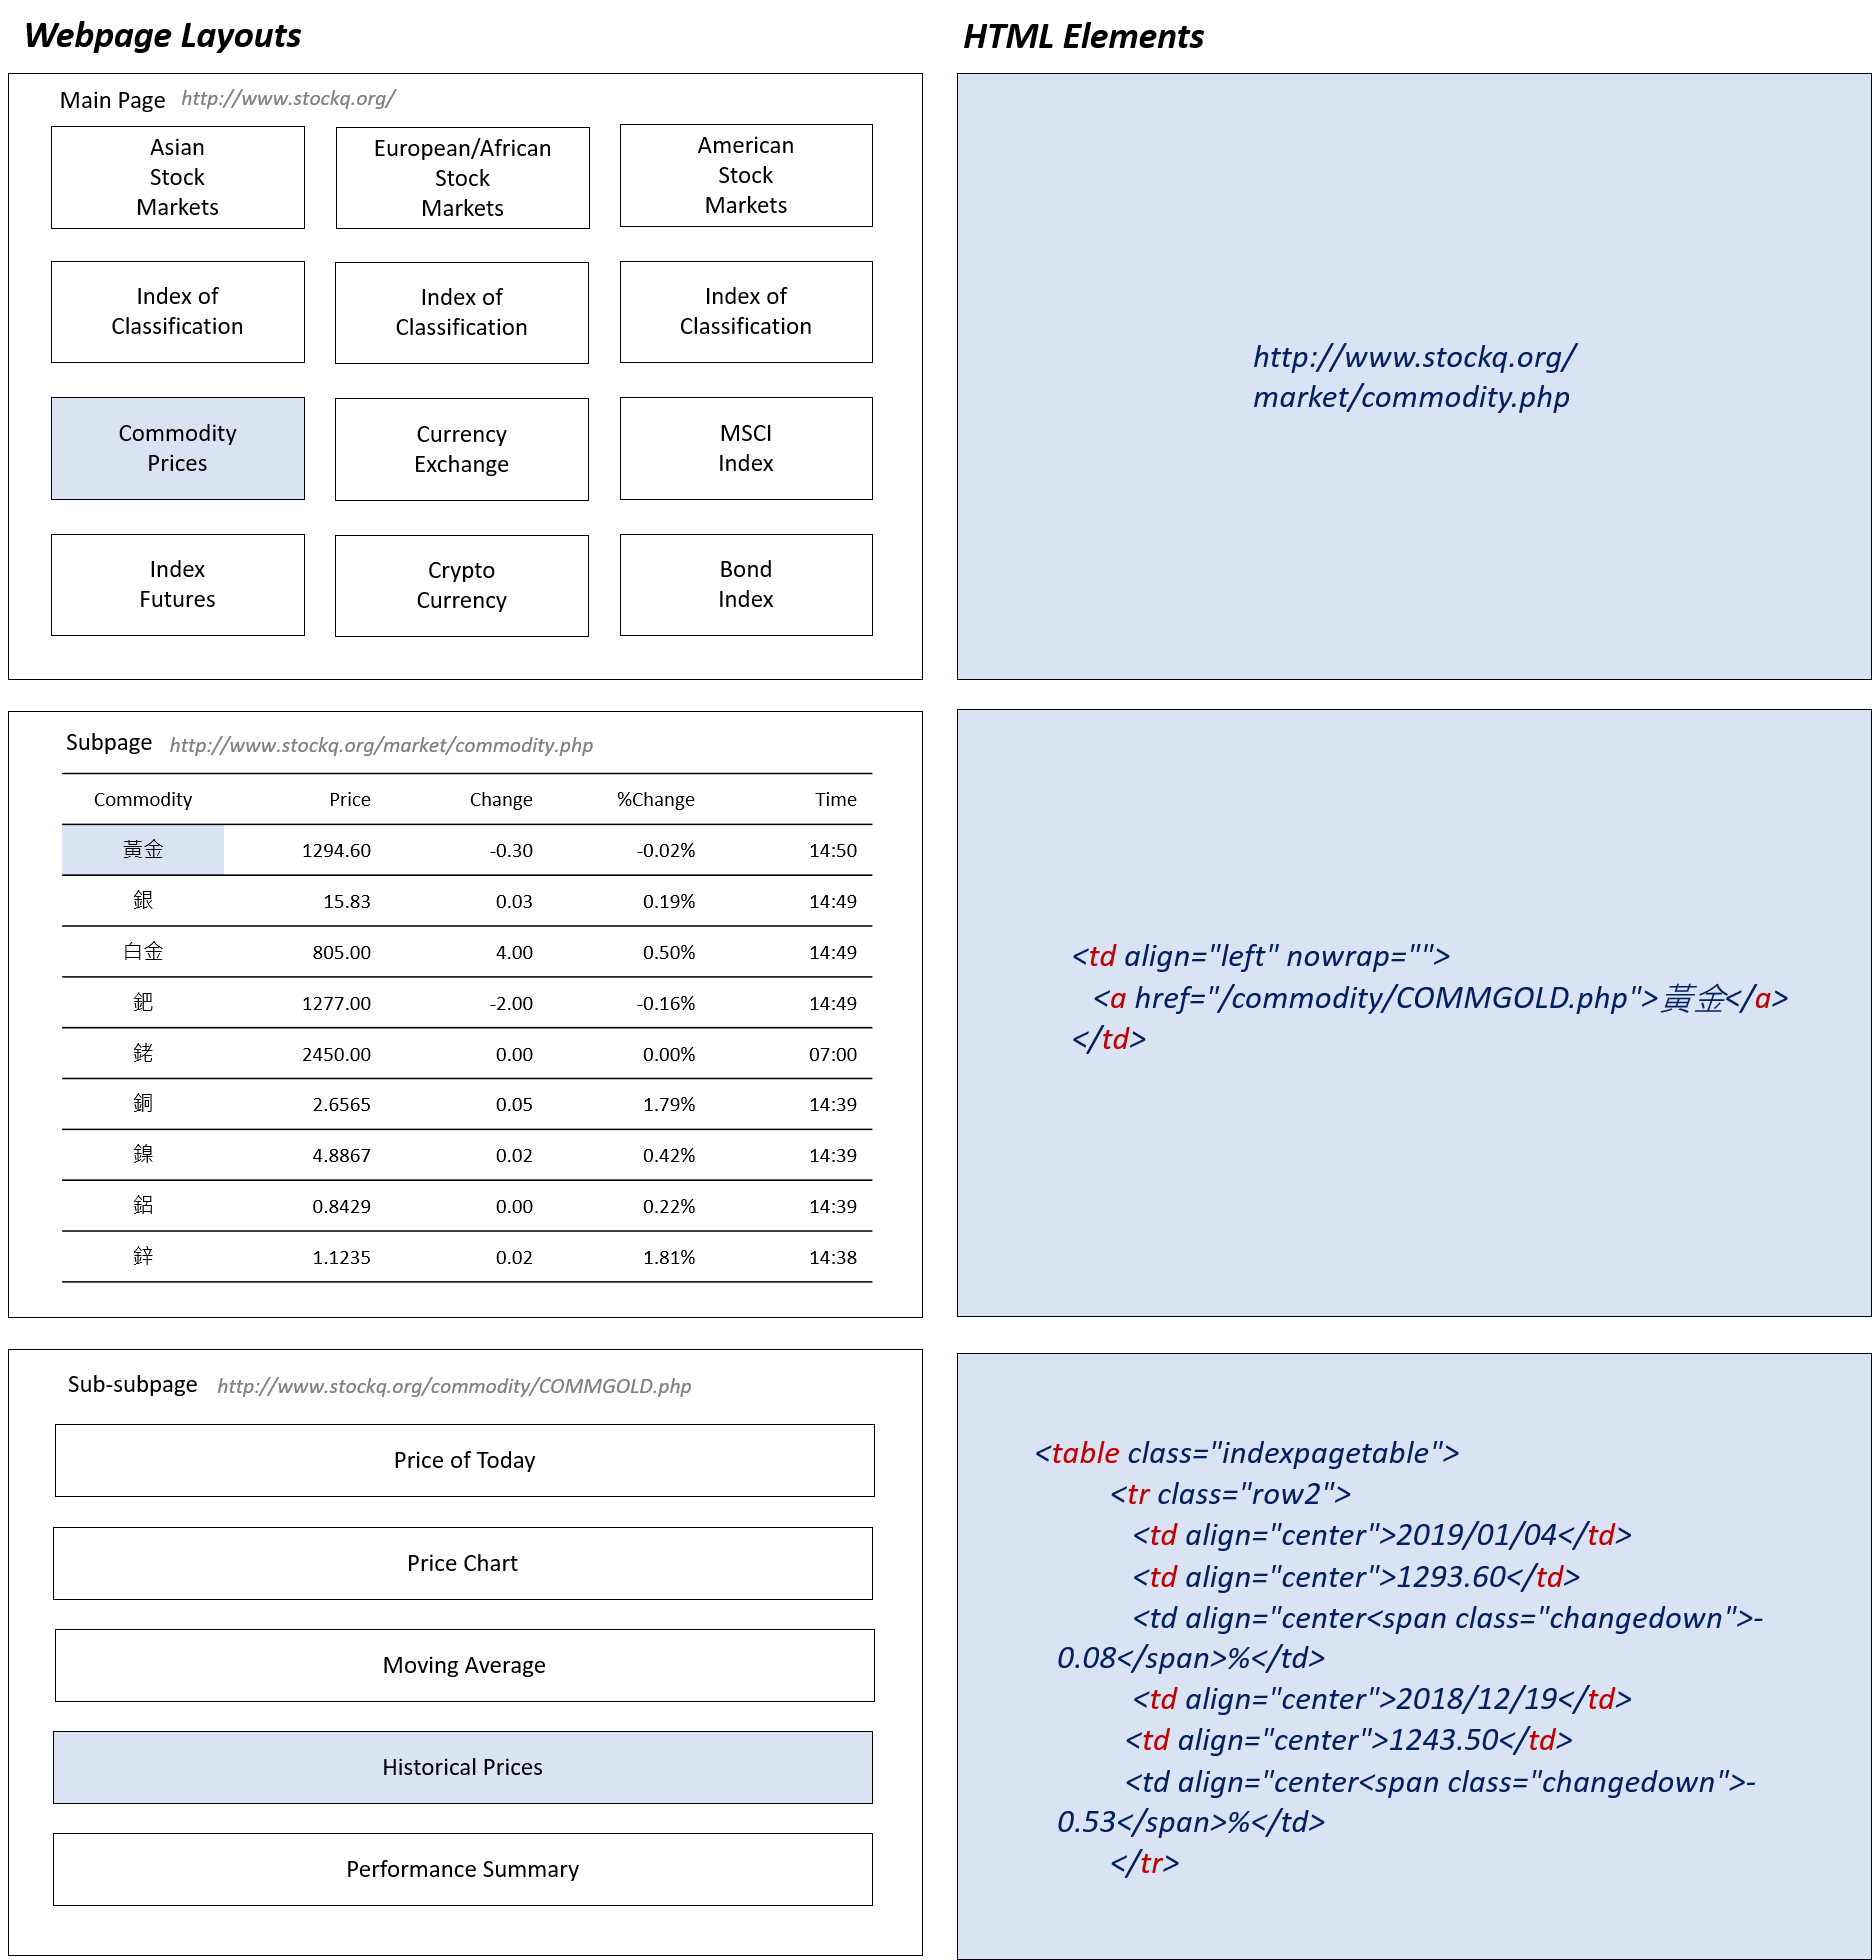 Webpage Layouts
HTML Elements
Main Page http://www.stockq.org/
Asian
Stock
Markets
European/African
Stock
Markets
American
Stock
Markets
Index of
Classification
Index of
Classification
Index of
Classification
Commodity
Prices
Currency
Exchange
MSCI
Index
Index
Futures
Crypto
Currency
Bond
Index
http://www.stockq.org/
market/commodity.php
Subpage http://www.stockq.org/market/commodity.php
Commodity Price Change %Change Time
黃金 1294.60 -0.30 -0.02% 14:50
銀 15.83 0.03 0.19% 14:49
白金 805.00 4.00 0.50% 14:49
鈀 1277.00 -2.00 -0.16% 14:49
銠 2450.00 0.00 0.00% 07:00
銅 2.6565 0.05 1.79% 14:39
鎳 4.8867 0.02 0.42% 14:39
鋁 0.8429 0.00 0.22% 14:39
鋅 1.1235 0.02 1.81% 14:38
<td align="left" nowrap="">
<a href="/commodity/COMMGOLD.php">黃金</a>
</td>
Sub-subpage http://www.stockq.org/commodity/COMMGOLD.php
Price of Today
Price Chart
Moving Average
Historical Prices
Performance Summary
<table class="indexpagetable">
<tr class="row2">
<td align="center">2019/01/04</td>
<td align="center">1293.60</td>
<td align="center<span class="changedown">-
0.08</span>%</td>
<td align="center">2018/12/19</td>
<td align="center">1243.50</td>
<td align="center<span class="changedown">-
0.53</span>%</td>
</tr>